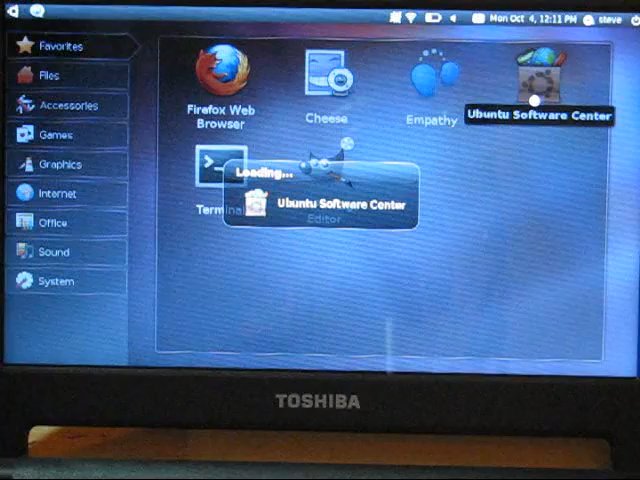 Mon Oct 4, 12:11 PM steve
Favorites
Files
Accessories
Games
Graphics
Internet
Office
Sound
System
Firefox Web
Browser
Cheese
Empathy
Ubuntu Software Center
Loading...
Ubuntu Software Center
Termina
Editor
TOSHIBA